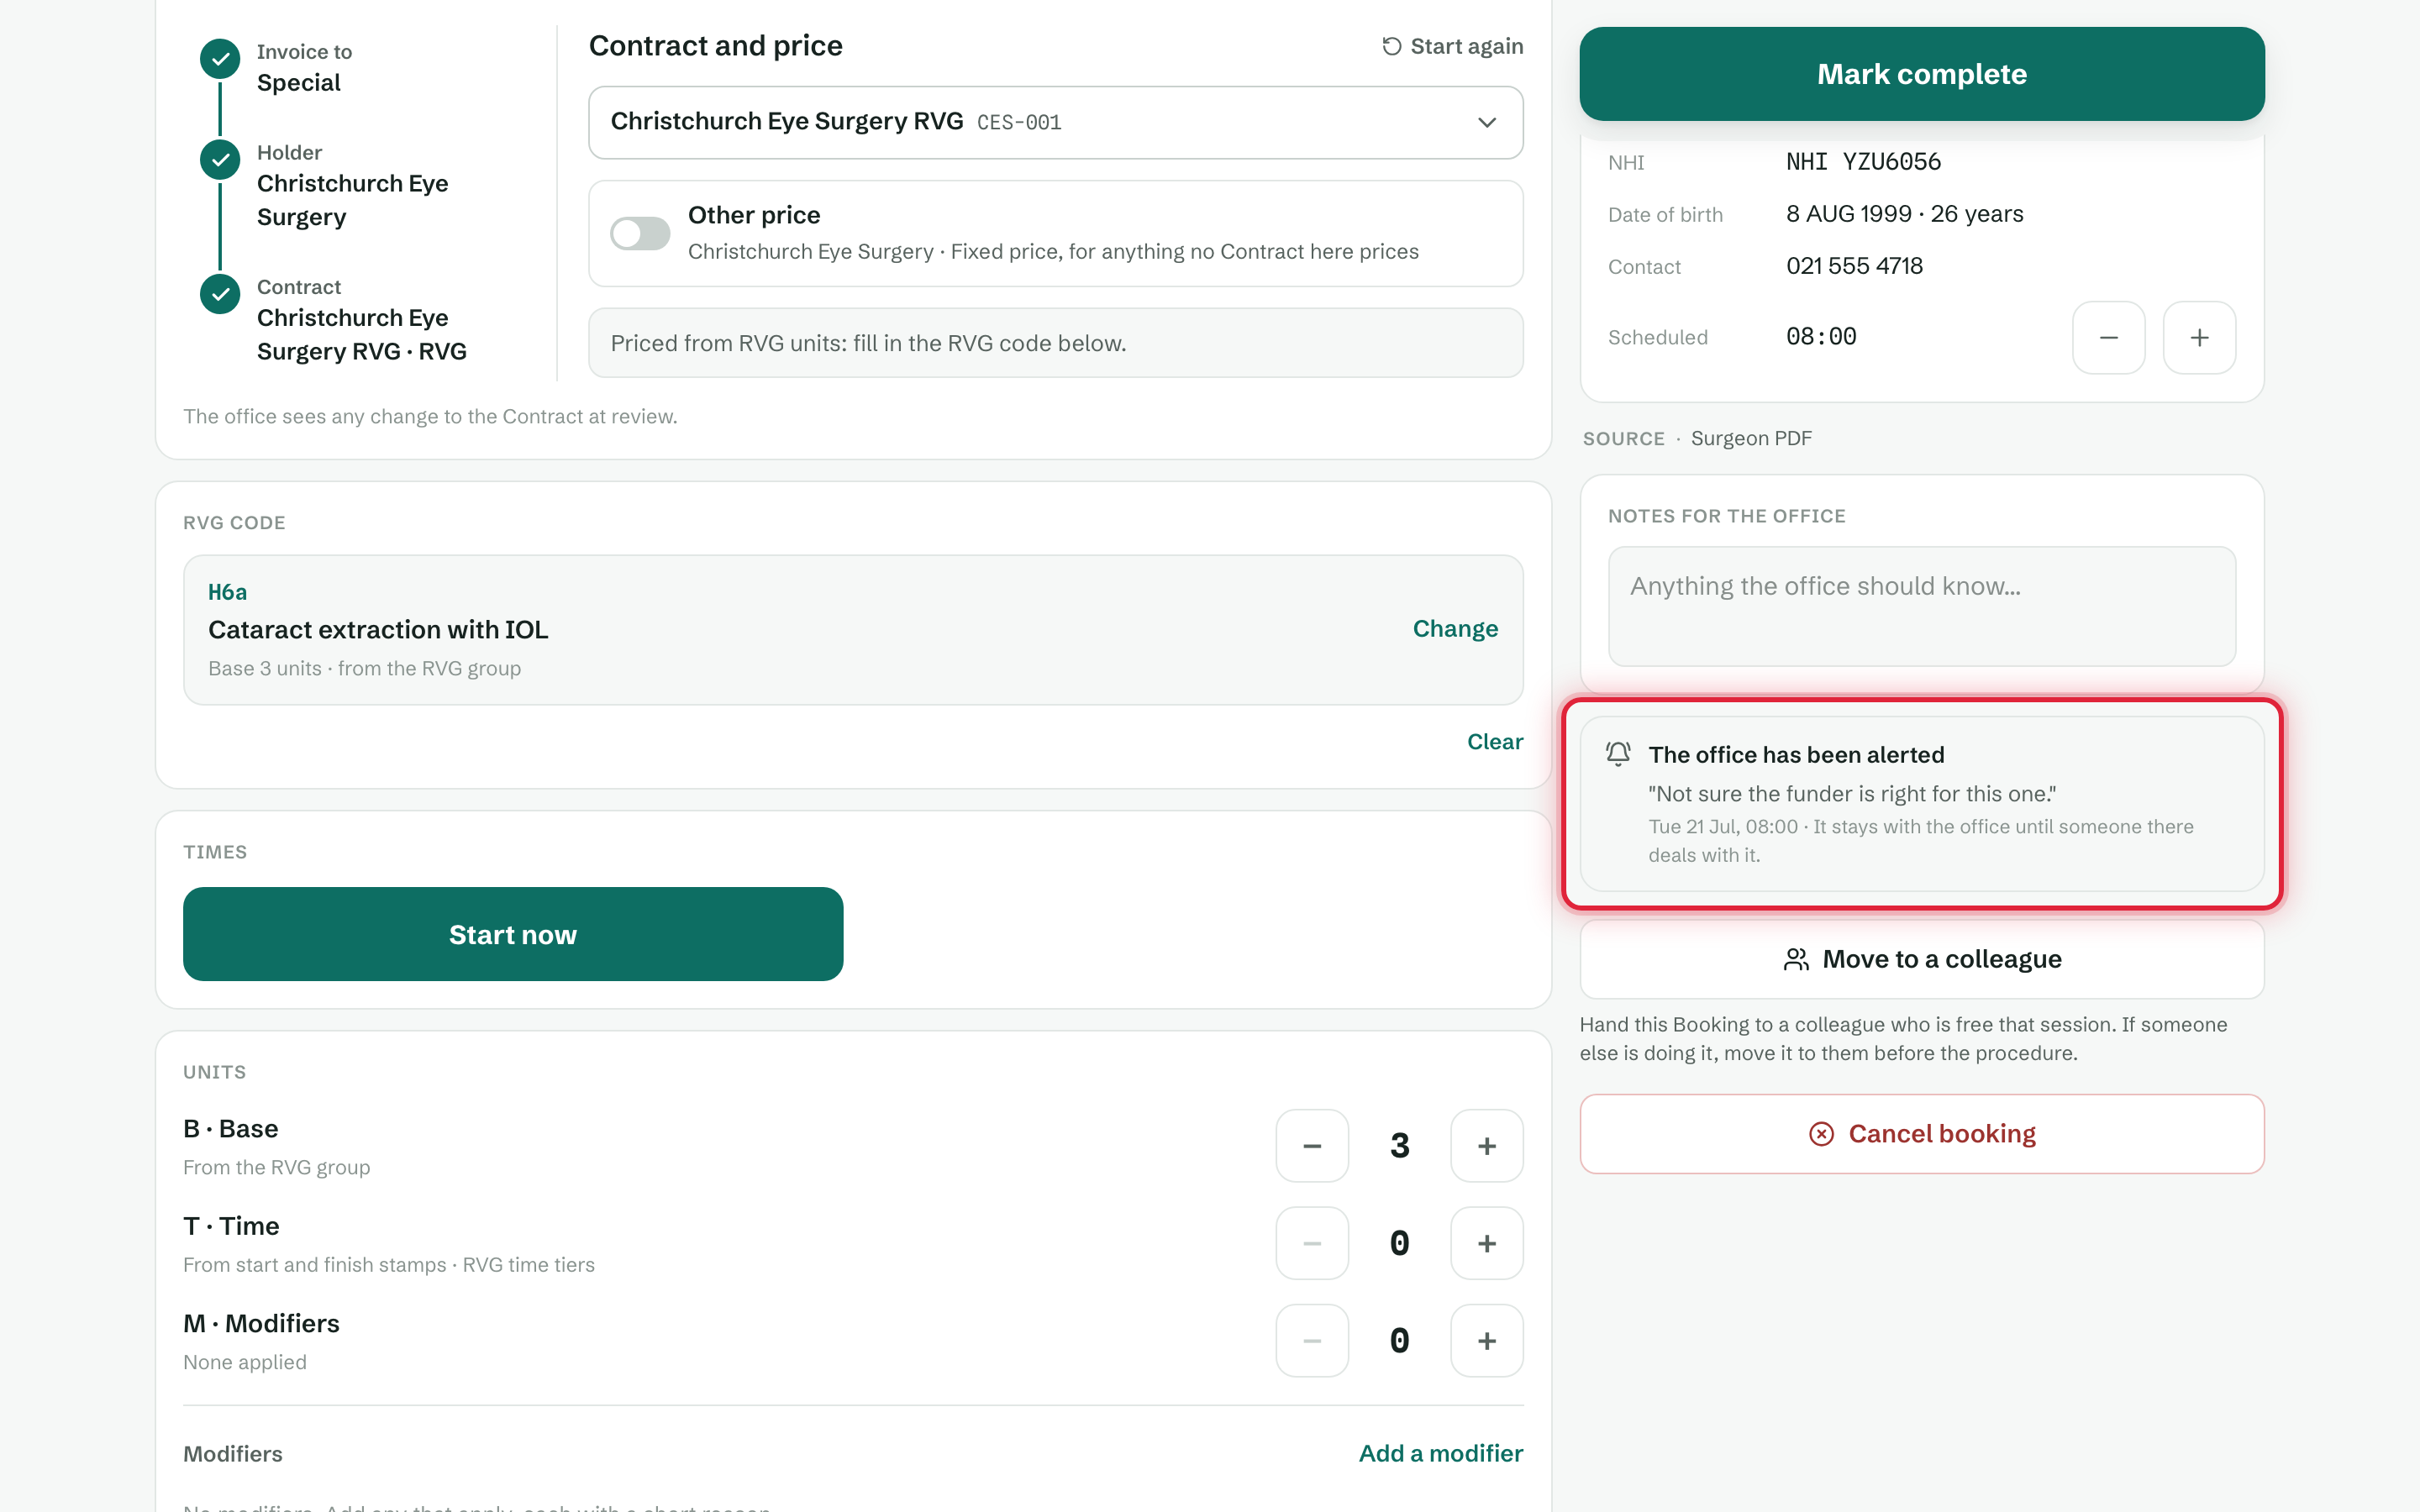 Invoice to
Special
Holder
Christchurch Eye
Surgery
Contract
Christchurch Eye
Surgery RVG · RVG
Contract and price
Start again
Christchurch Eye Surgery RVG CES-001
Other price
Christchurch Eye Surgery · Fixed price, for anything no Contract here prices
Priced from RVG units: fill in the RVG code below.
The office sees any change to the Contract at review.
RVG CODE
H6a
Cataract extraction with IOL
Base 3 units · from the RVG group
Change
Clear
TIMES
Start now
UNITS
B · Base
From the RVG group
− 3 +
T · Time
From start and finish stamps · RVG time tiers
− 0 +
M · Modifiers
None applied
− 0 +
Modifiers
Add a modifier
Mark complete
NHI NHI YZU6056
Date of birth 8 AUG 1999 · 26 years
Contact 021 555 4718
Scheduled 08:00 − +
SOURCE · Surgeon PDF
NOTES FOR THE OFFICE
Anything the office should know...
The office has been alerted
"Not sure the funder is right for this one."
Tue 21 Jul, 08:00 · It stays with the office until someone there
deals with it.
Move to a colleague
Hand this Booking to a colleague who is free that session. If someone
else is doing it, move it to them before the procedure.
Cancel booking